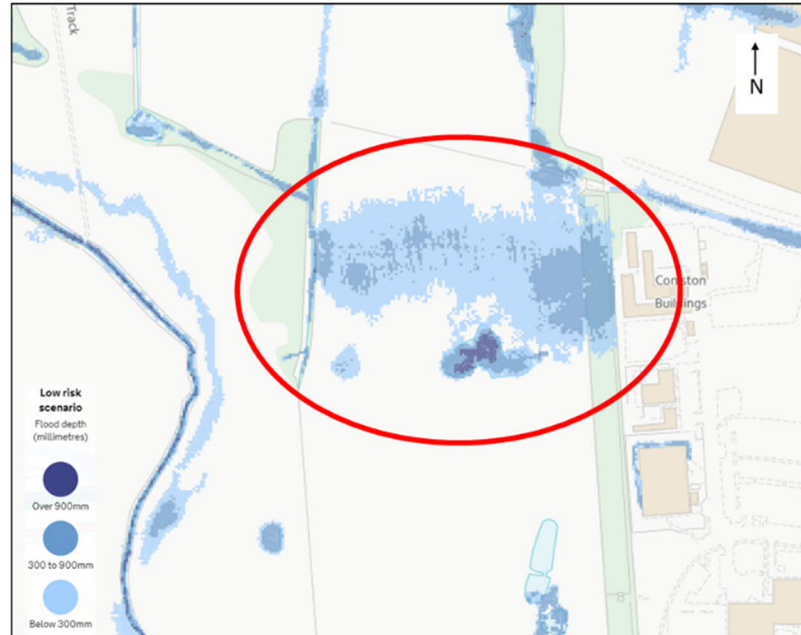 Track
N
Coniston
Buildings
Low risk
scenario
Flood depth
(millimetres)
Over 900mm
300 to 900mm
Below 300mm